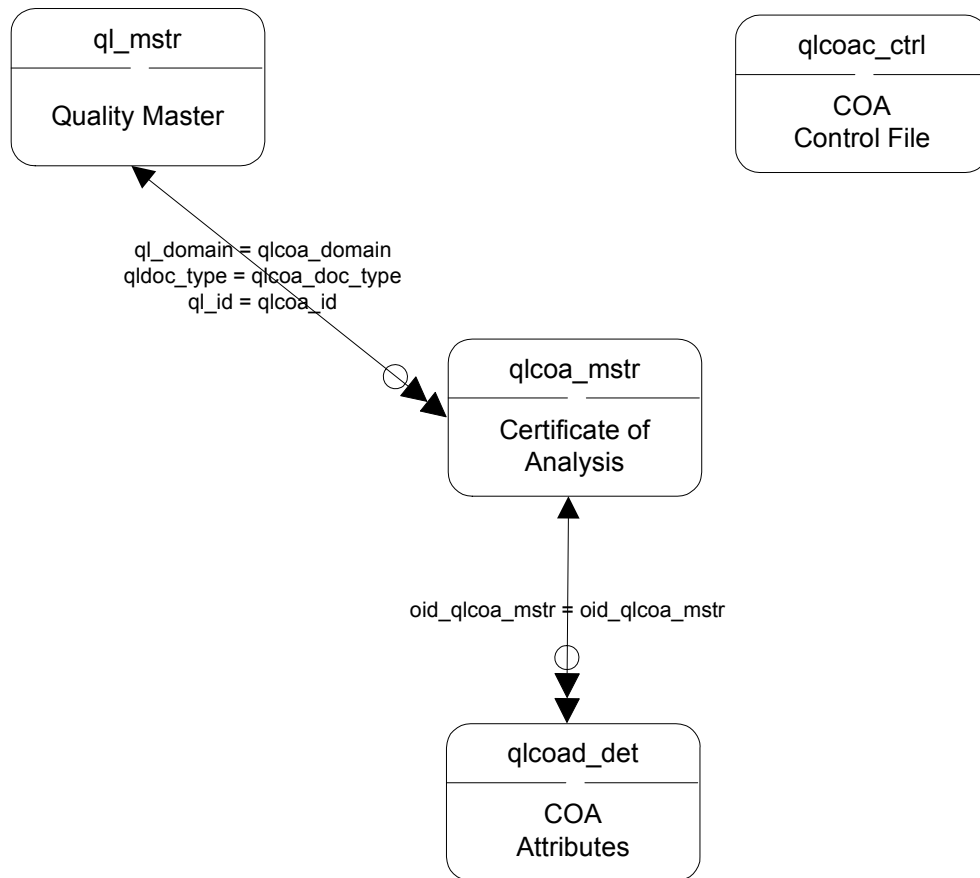 ql_mstr
Quality Master
qlcoac_ctrl
COA
Control File
ql_domain = qlcoa_domain
qldoc_type = qlcoa_doc_type
ql_id = qlcoa_id
qlcoa_mstr
Certificate of
Analysis
oid_qlcoa_mstr = oid_qlcoa_mstr
qlcoad_det
COA
Attributes